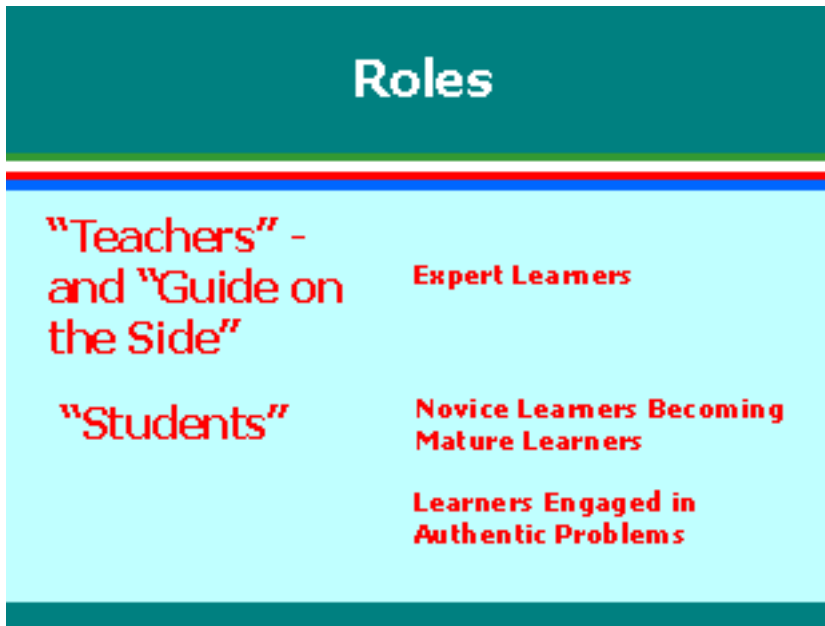 Roles
“Teachers” -
and “Guide on
the Side”
Expert Learners
“Students”
Novice Learners Becoming
Mature Learners
Learners Engaged in
Authentic Problems